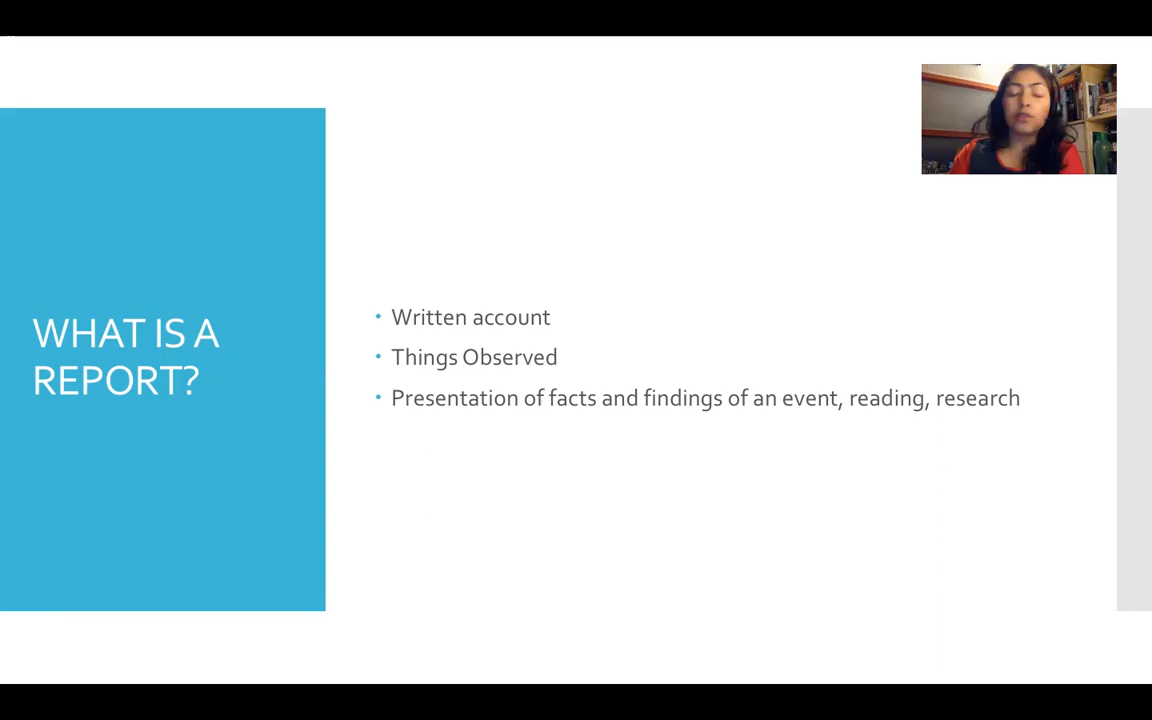 WHAT IS A
REPORT?
• Written account
• Things Observed
• Presentation of facts and findings of an event, reading, research